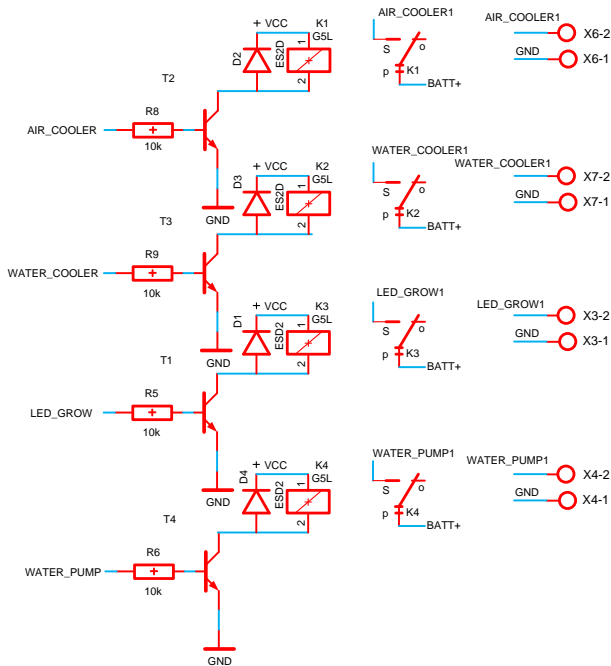 VCC K1 AIR_COOLER1 AIR_COOLER1
G5L
D2 ES2D 1 2
S o
X6-2
GND X6-1
p K1
BATT+
T2
R8
AIR_COOLER
10k
GND
VCC K2 WATER_COOLER1 WATER_COOLER1
G5L
D3 ES2D 1 2
S o
X7-2
GND X7-1
p K2
BATT+
T3
R9
WATER_COOLER
10k
GND
VCC K3 LED_GROW1 LED_GROW1
G5L
D1 ESD2 1 2
S o
X3-2
GND X3-1
p K3
BATT+
T1
R5
LED_GROW
10k
GND
VCC K4 WATER_PUMP1 WATER_PUMP1
G5L
D4 ESD2 1 2
S o
X4-2
GND X4-1
p K4
BATT+
T4
R6
WATER_PUMP
10k
GND